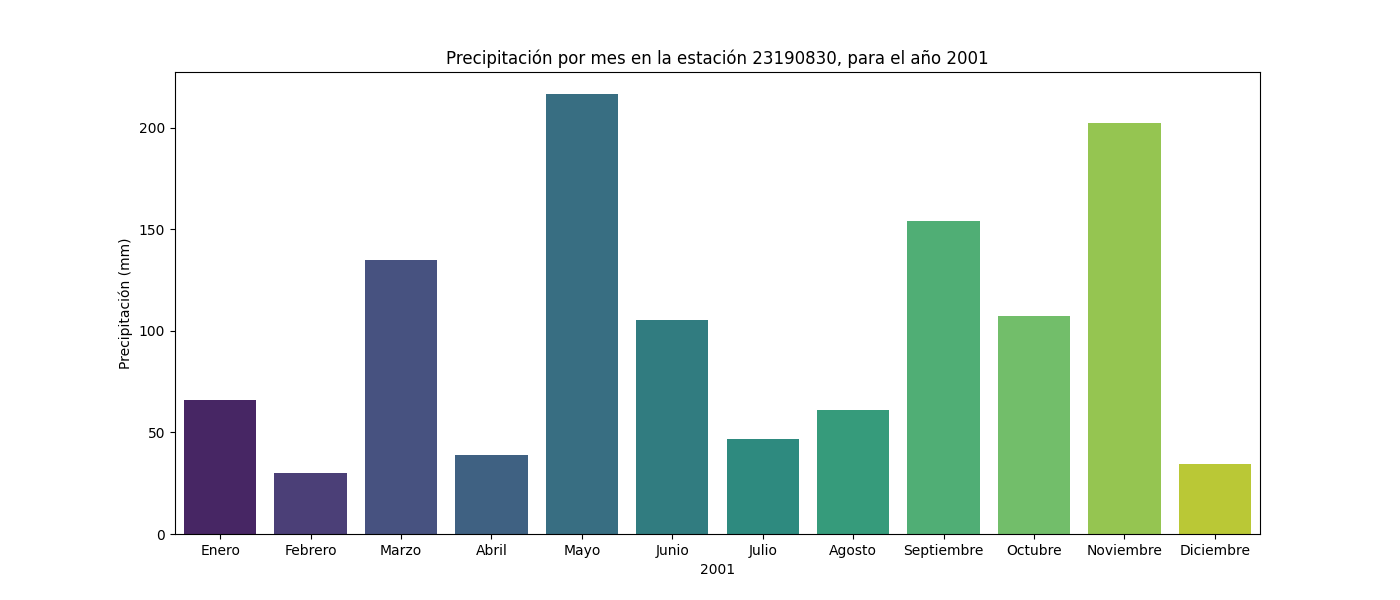 Precipitación por mes en la estación 23190830, para el año 2001
Precipitación (mm)
200
150
100
50
0
Enero Febrero Marzo Abril Mayo Junio Julio Agosto Septiembre Octubre Noviembre Diciembre
2001